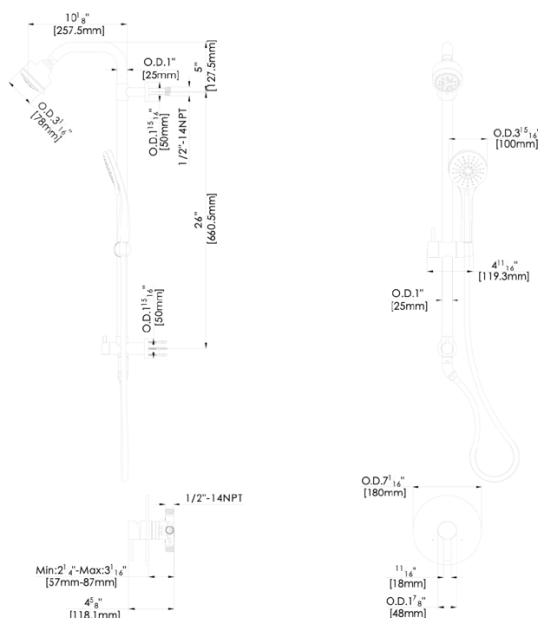 10 1/8"
[257.5mm]
O.D.1"
[25mm]
5"
[127.5mm]
O.D.3 1/16"
[78mm]
O.D.1 15/16"
[50mm]
1/2"-14NPT
26"
[660.5mm]
O.D.1 15/16"
[50mm]
1/2"-14NPT
Min:2 1/4"-Max:3 1/16"
[57mm-87mm]
4 5/8"
[118.1mm]
O.D.3 15/16"
[100mm]
4 11/16"
[119.3mm]
O.D.1"
[25mm]
O.D.7 1/16"
[180mm]
11/16"
[18mm]
O.D.1 7/8"
[48mm]